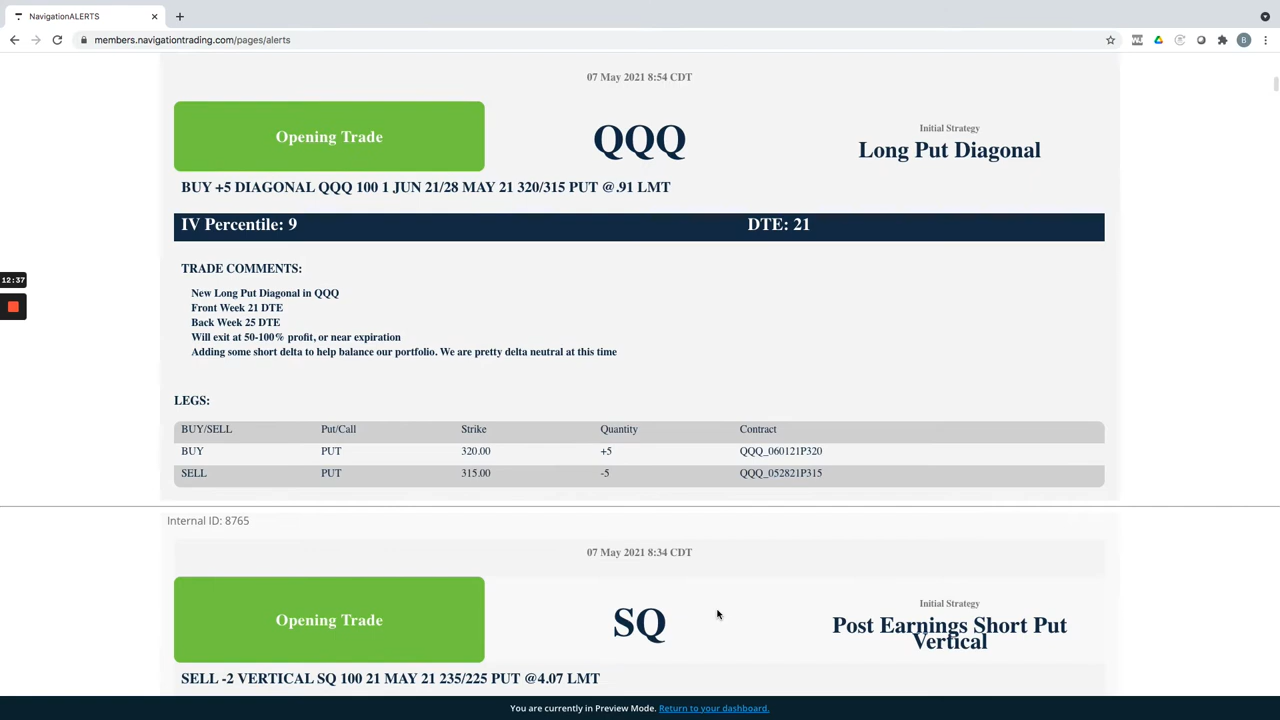 NavigationALERTS
members.navigationtrading.com/pages/alerts
B
07 May 2021 8:54 CDT
Opening Trade
QQQ
Initial Strategy
Long Put Diagonal
BUY +5 DIAGONAL QQQ 100 1 JUN 21/28 MAY 21 320/315 PUT @.91 LMT
IV Percentile: 9 DTE: 21
TRADE COMMENTS:
12:37
New Long Put Diagonal in QQQ
Front Week 21 DTE
Back Week 25 DTE
Will exit at 50-100% profit, or near expiration
Adding some short delta to help balance our portfolio. We are pretty delta neutral at this time
LEGS:
BUY/SELL Put/Call Strike Quantity Contract
BUY PUT 320.00 +5 QQQ_060121P320
SELL PUT 315.00 -5 QQQ_052821P315
Internal ID: 8765
07 May 2021 8:34 CDT
Opening Trade
SQ
Initial Strategy
Post Earnings Short Put
Vertical
SELL -2 VERTICAL SQ 100 21 MAY 21 235/225 PUT @4.07 LMT
You are currently in Preview Mode. Return to your dashboard.